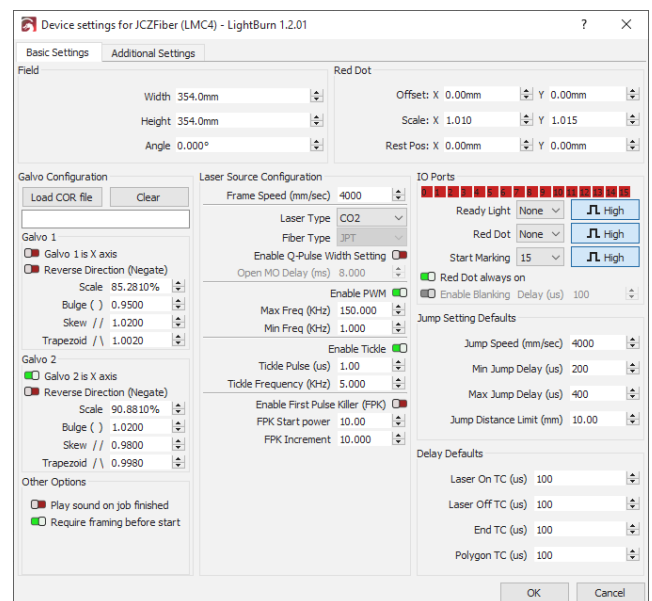 Device settings for JCZFiber (LMC4) - LightBurn 1.2.01 ? ×
Basic Settings Additional Settings
Field
Width 354.0mm
Height 354.0mm
Angle 0.000°
Red Dot
Offset: X 0.00mm Y 0.00mm
Scale: X 1.010 Y 1.015
Rest Pos: X 0.00mm Y 0.00mm
Galvo Configuration
Load COR file Clear
Galvo 1
Galvo 1 is X axis
Reverse Direction (Negate)
Scale 85.2810%
Bulge ( ) 0.9500
Skew / / 1.0200
Trapezoid / \ 1.0020
Galvo 2
Galvo 2 is X axis
Reverse Direction (Negate)
Scale 90.8810%
Bulge ( ) 1.0200
Skew / / 0.9800
Trapezoid / \ 0.9980
Other Options
Play sound on job finished
Require framing before start
Laser Source Configuration
Frame Speed (mm/sec) 4000
Laser Type CO2
Fiber Type JPT
Enable Q-Pulse Width Setting
Open MO Delay (ms) 8.000
Enable PWM
Max Freq (KHz) 150.000
Min Freq (KHz) 1.000
Enable Tickle
Tickle Pulse (us) 1.00
Tickle Frequency (KHz) 5.000
Enable First Pulse Killer (FPK)
FPK Start power 10.00
FPK Increment 10.000
IO Ports
0 1 2 3 4 5 6 7 8 9 10 11 12 13 14 15
Ready Light None High
Red Dot None High
Start Marking 15 High
Red Dot always on
Enable Blanking Delay (us) 100
Jump Setting Defaults
Jump Speed (mm/sec) 4000
Min Jump Delay (us) 200
Max Jump Delay (us) 400
Jump Distance Limit (mm) 10.00
Delay Defaults
Laser On TC (us) 100
Laser Off TC (us) 100
End TC (us) 100
Polygon TC (us) 100
OK Cancel